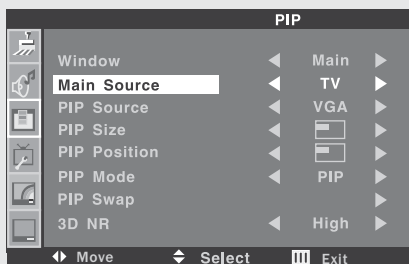 PIP
Window Main
Main Source TV
PIP Source VGA
PIP Size
PIP Position
PIP Mode PIP
PIP Swap
3D NR High
Move Select Exit